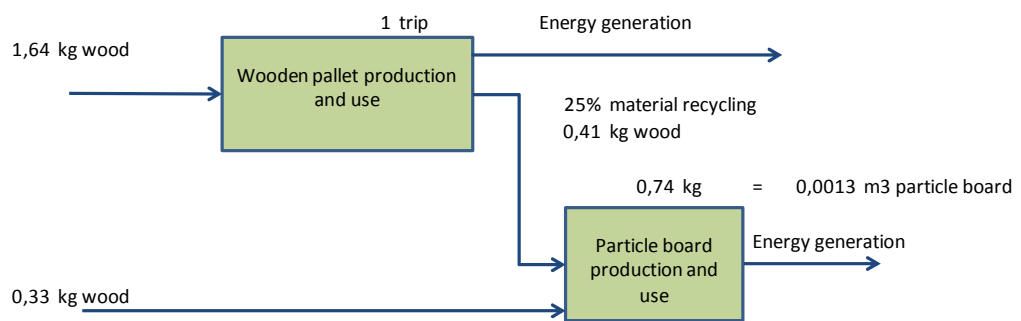 1 trip
Energy generation
1,64 kg wood
Wooden pallet production
and use
25% material recycling
0,41 kg wood
0,74 kg = 0,0013 m3 particle board
Particle board
production and
use
Energy generation
0,33 kg wood